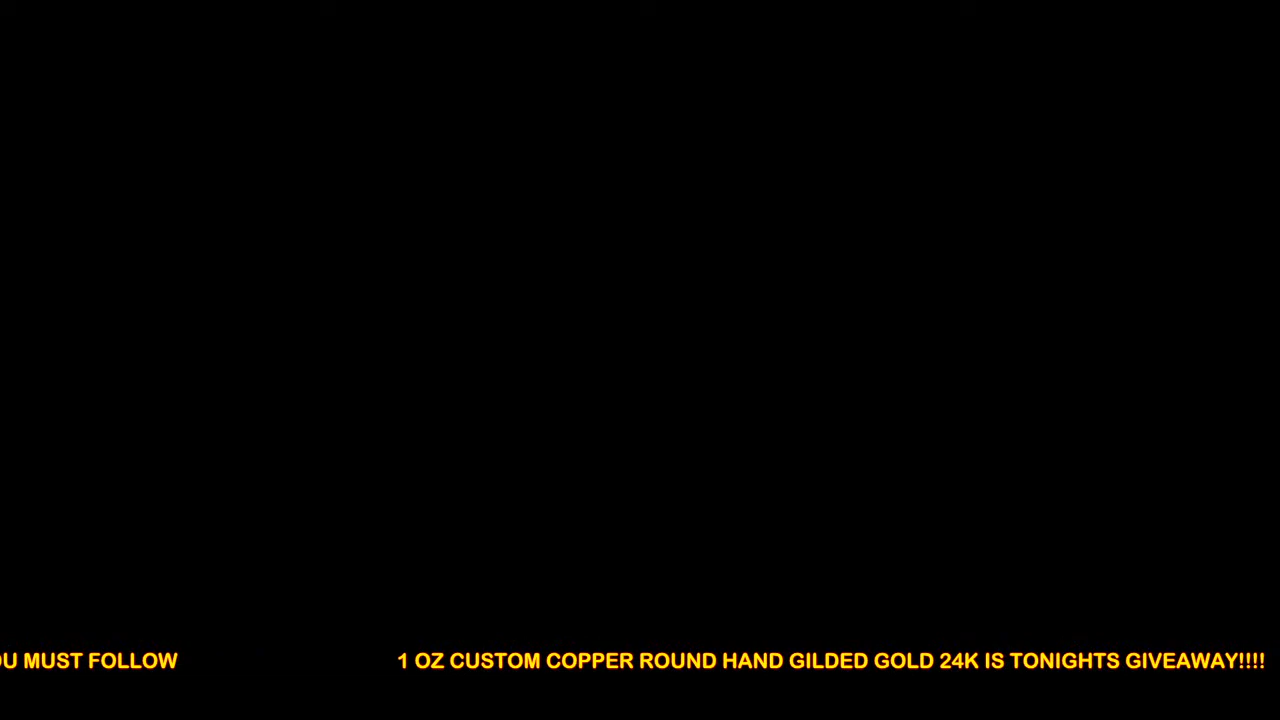 U MUST FOLLOW 1 OZ CUSTOM COPPER ROUND HAND GILDED GOLD 24K IS TONIGHTS GIVEAWAY!!!!